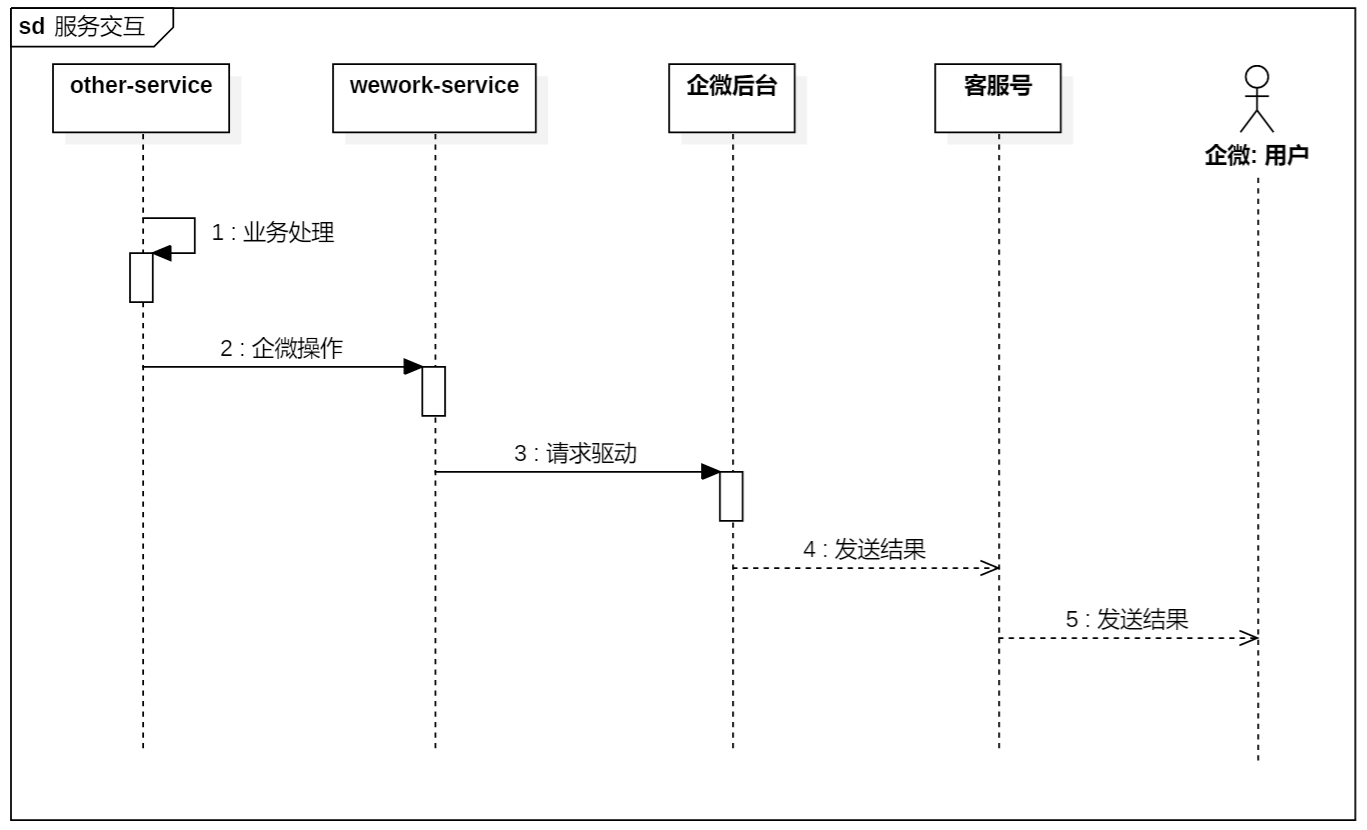 sd 服务交互
other-service
wework-service
企微后台
客服号
企微: 用户
1 : 业务处理
2 : 企微操作
3 : 请求驱动
4 : 发送结果
5 : 发送结果